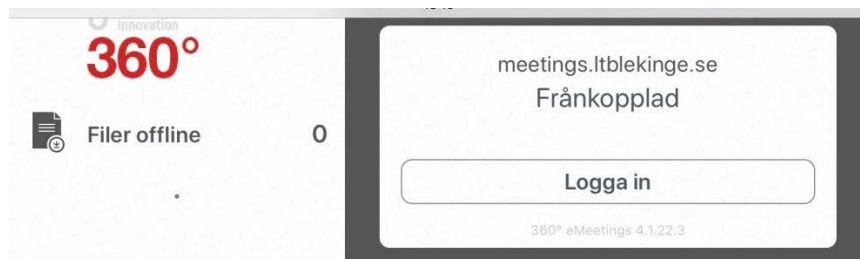 Innovation
360°
Filer offline 0
meetings.ltblekinge.se
Frånkopplad
Logga in
360° eMeetings 4.1.22.3